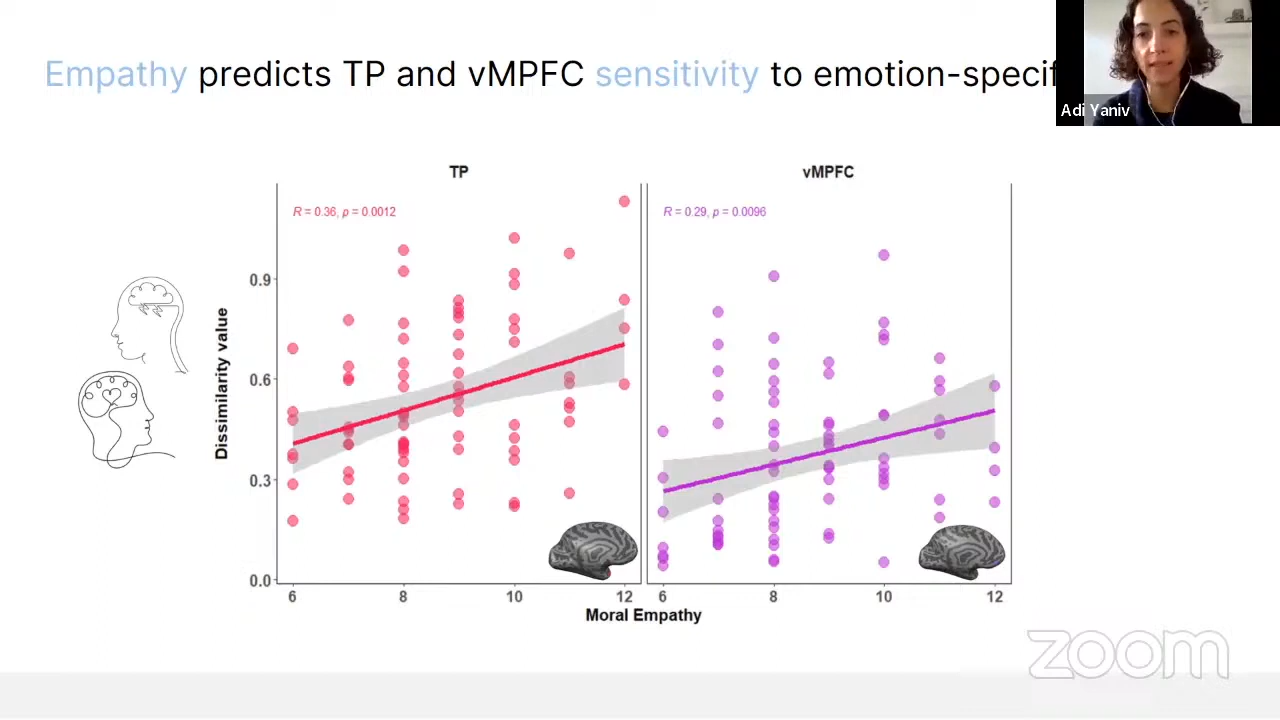 Empathy predicts TP and vMPFC sensitivity to emotion-specif
Adi Yaniv
TP
vMPFC
R = 0.36, p = 0.0012
R = 0.29, p = 0.0096
Dissimilarity value
0.9
0.6
0.3
0.0
6 8 10 12
6 8 10 12
Moral Empathy
zoom